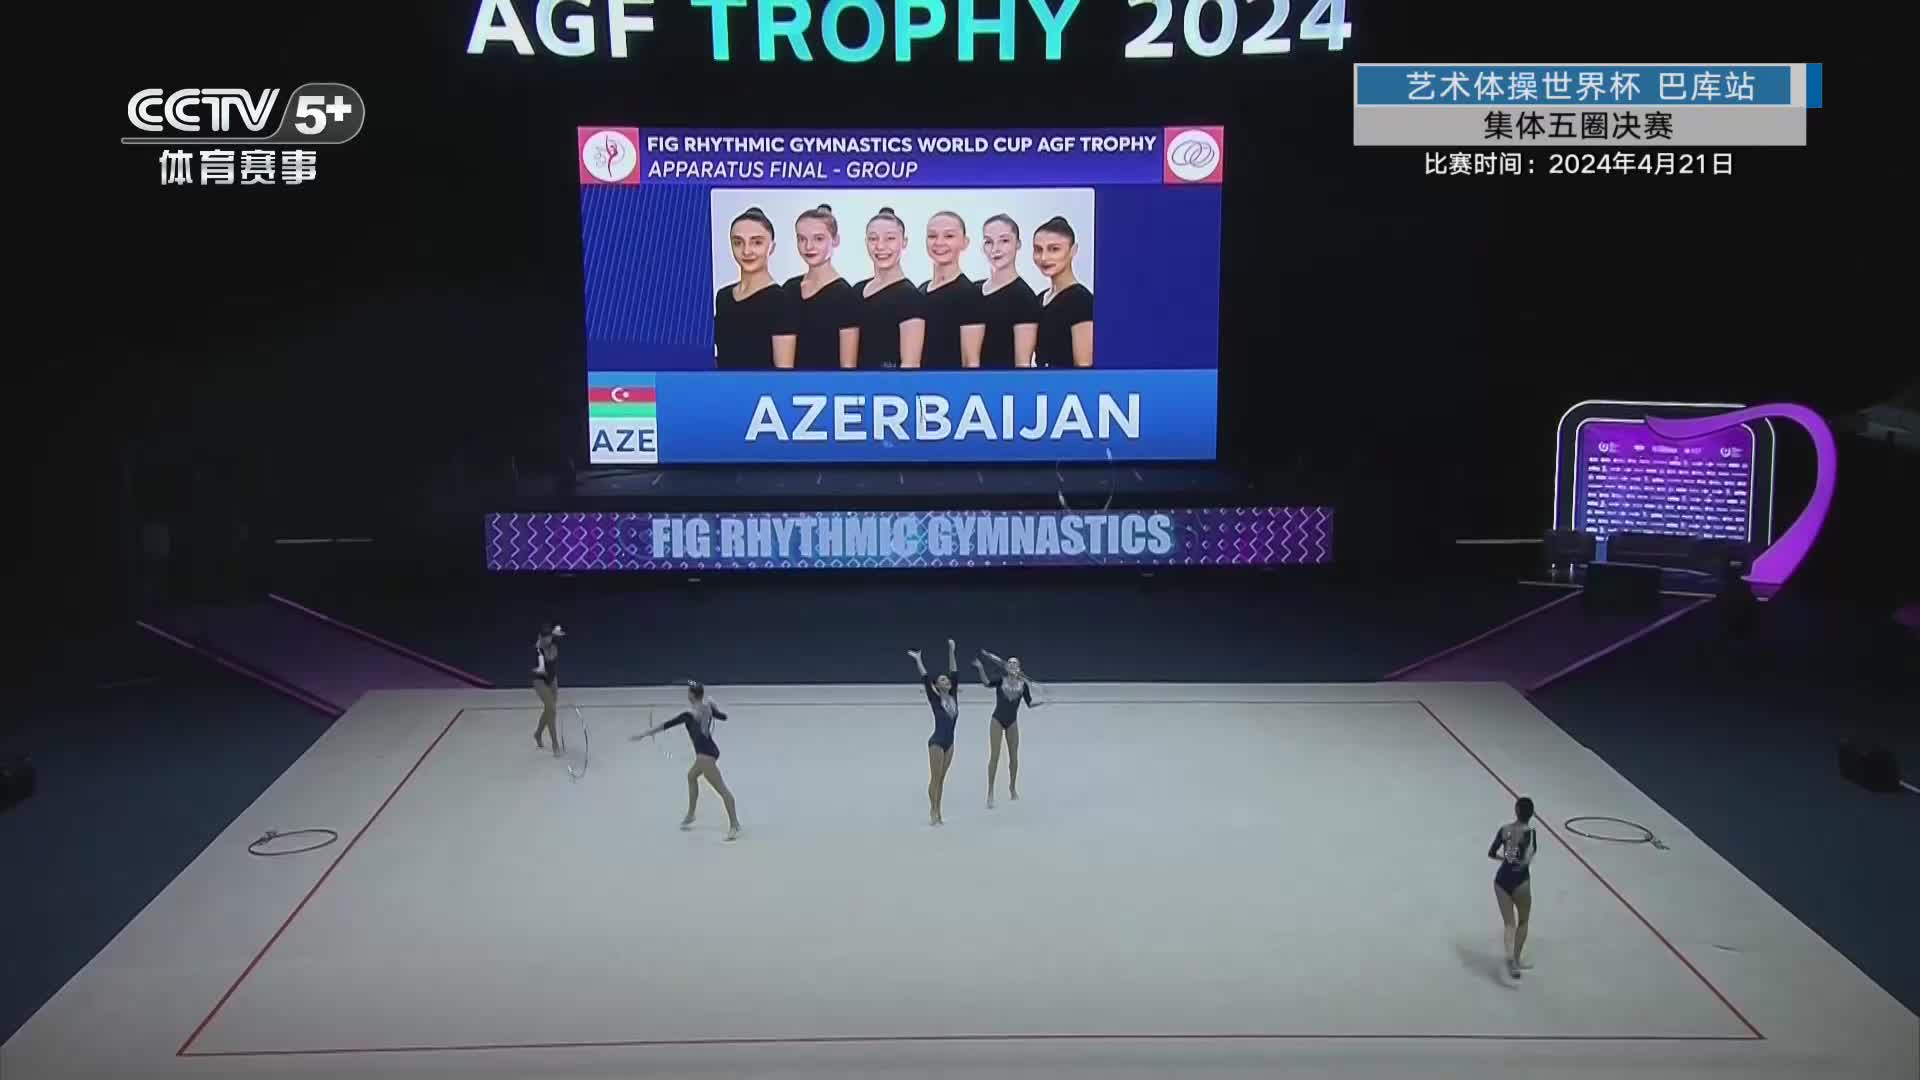 AGF TROPHY 2024
CCTV 5+
体育赛事
艺术体操世界杯 巴库站
集体五圈决赛
比赛时间：2024年4月21日
FIG RHYTHMIC GYMNASTICS WORLD CUP AGF TROPHY
APPARATUS FINAL - GROUP
AZE
AZERBAIJAN
FIG RHYTHMIC GYMNASTICS